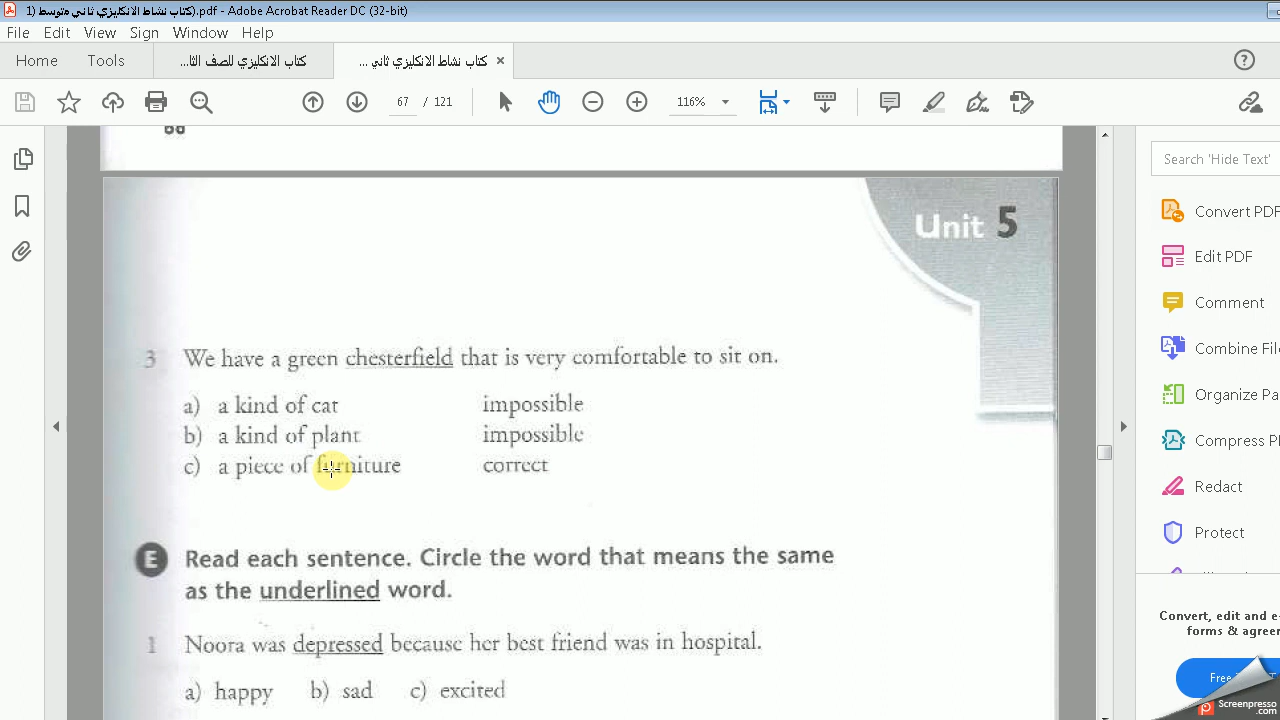 كتاب نشاط الانكليزي ثاني متوسط (1).pdf - Adobe Acrobat Reader DC (32-bit)
File Edit View Sign Window Help
Home Tools كتاب الانكليزي للصف الثا... كتاب نشاط الانكليزي ثاني ... ×
67 / 121 116%
Search 'Hide Text'
Unit 5
Convert PDF
Edit PDF
Comment
Combine File
Organize Pa
Compress P
Redact
Protect
3 We have a green chesterfield that is very comfortable to sit on.
a) a kind of cat impossible
b) a kind of plant impossible
c) a piece of furniture correct
E Read each sentence. Circle the word that means the same
as the underlined word.
1 Noora was depressed because her best friend was in hospital.
a) happy b) sad c) excited
Convert, edit and e-
forms & agreer
Screenpresso
.com